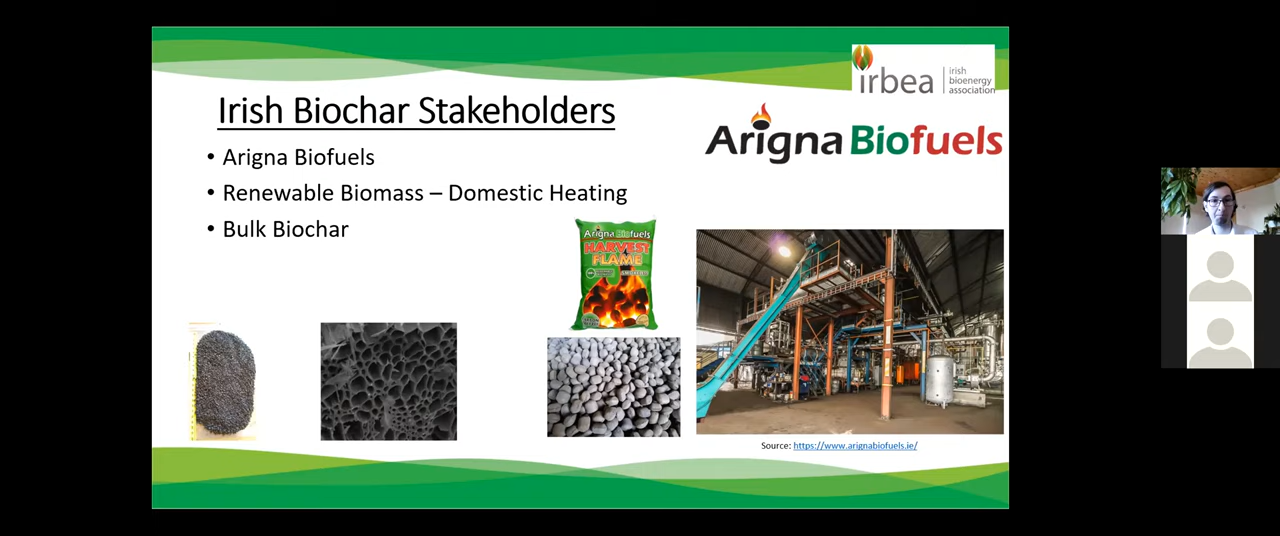 irbea
irish
bioenergy
association
Irish Biochar Stakeholders
Arigna Biofuels
• Arigna Biofuels
• Renewable Biomass – Domestic Heating
• Bulk Biochar
Arigna Biofuels
HARVEST
FLAME
Source: https://www.arignabiofuels.ie/